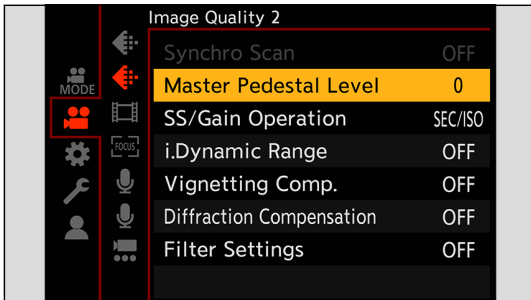 Image Quality 2
Synchro Scan OFF
MODE
Master Pedestal Level 0
SS/Gain Operation SEC/ISO
i.Dynamic Range OFF
FOCUS
Vignetting Comp. OFF
Diffraction Compensation OFF
Filter Settings OFF